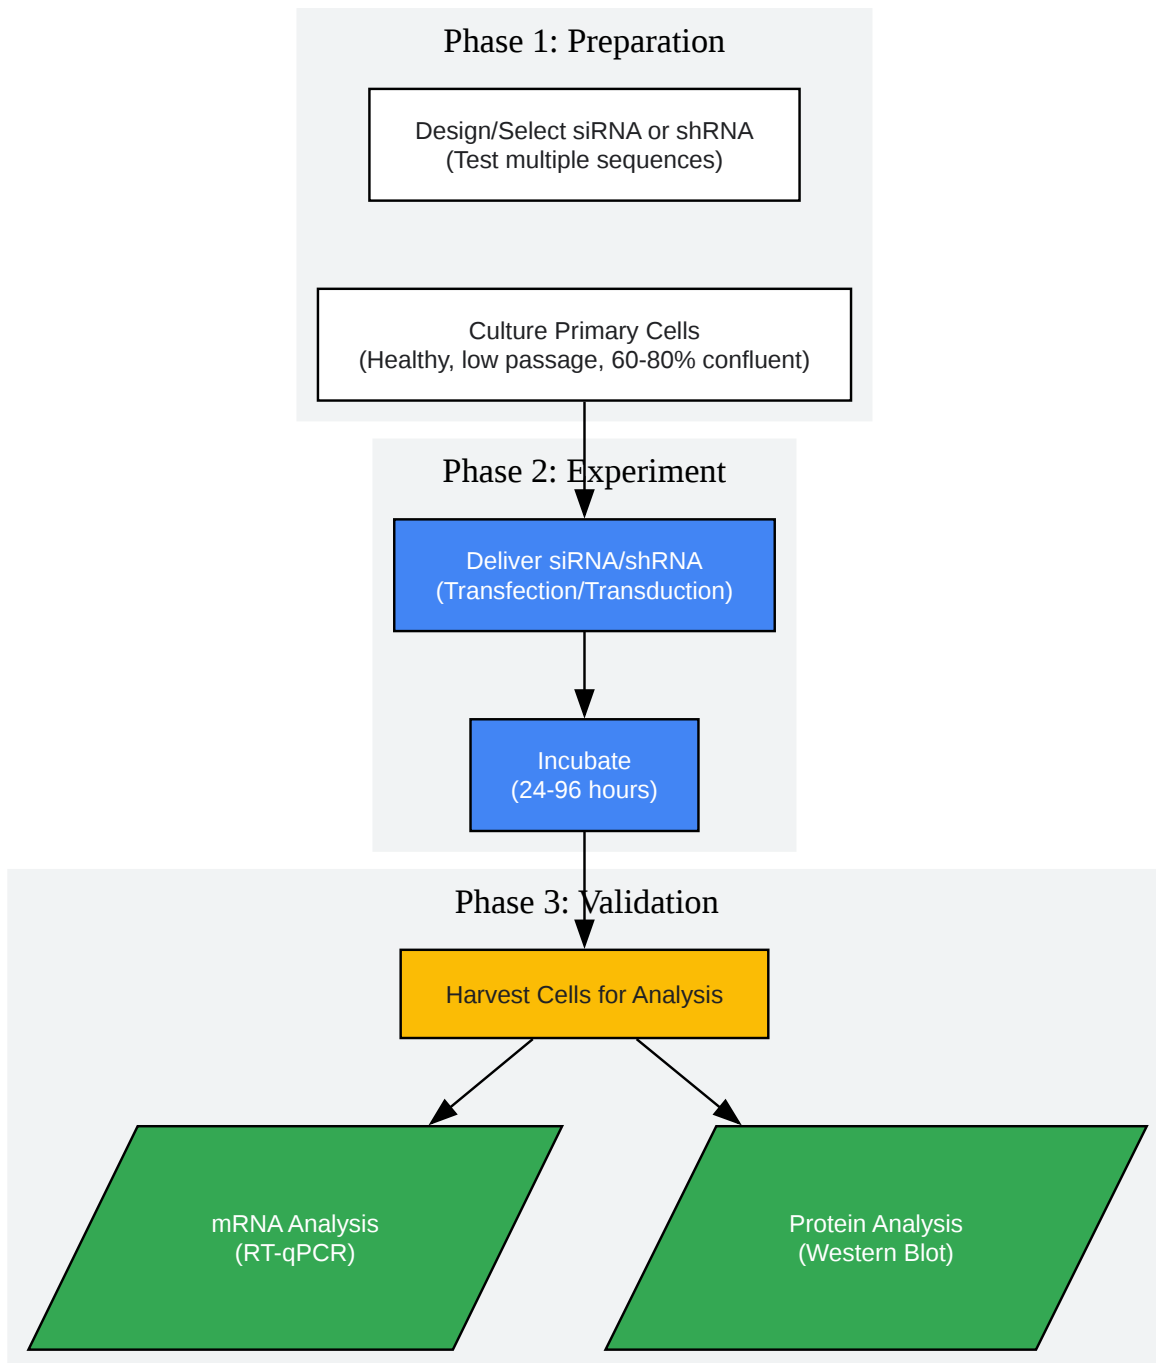 Phase 1: Preparation
Design/Select siRNA or shRNA
(Test multiple sequences)
Culture Primary Cells
(Healthy, low passage, 60-80% confluent)
Phase 2: Experiment
Deliver siRNA/shRNA
(Transfection/Transduction)
Incubate
(24-96 hours)
Phase 3: Validation
Harvest Cells for Analysis
mRNA Analysis
(RT-qPCR)
Protein Analysis
(Western Blot)